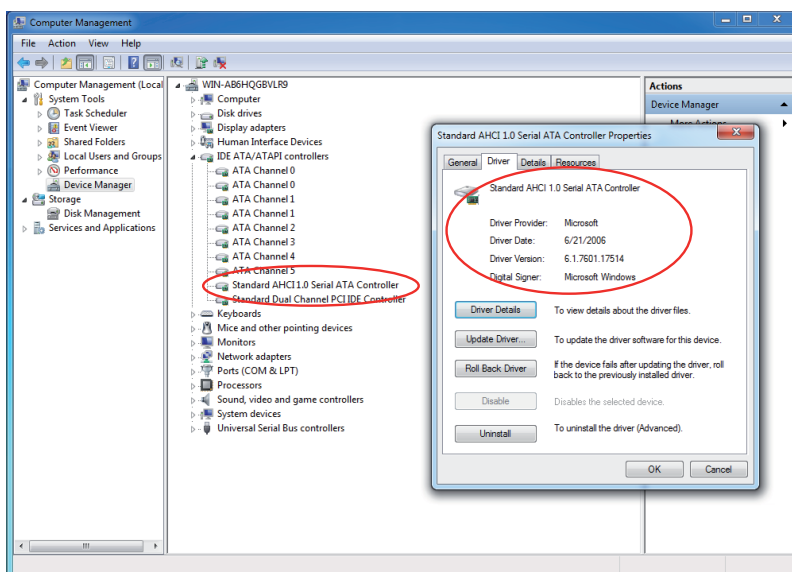 Computer Management
File Action View Help
Computer Management (Local
System Tools
Task Scheduler
Event Viewer
Shared Folders
Local Users and Groups
Performance
Device Manager
Storage
Disk Management
Services and Applications
WIN-AB6HQGBVLR9
Computer
Disk drives
Display adapters
Human Interface Devices
IDE ATA/ATAPI controllers
ATA Channel 0
ATA Channel 0
ATA Channel 1
ATA Channel 1
ATA Channel 2
ATA Channel 3
ATA Channel 4
ATA Channel 5
Standard AHCI 1.0 Serial ATA Controller
Standard Dual Channel PCI IDE Controller
Keyboards
Mice and other pointing devices
Monitors
Network adapters
Ports (COM & LPT)
Processors
Sound, video and game controllers
System devices
Universal Serial Bus controllers
Actions
Device Manager
More Actions
Standard AHCI 1.0 Serial ATA Controller Properties
General Driver Details Resources
Standard AHCI 1.0 Serial ATA Controller
Driver Provider: Microsoft
Driver Date: 6/21/2006
Driver Version: 6.1.7601.17514
Digital Signer: Microsoft Windows
Driver Details To view details about the driver files.
Update Driver... To update the driver software for this device.
Roll Back Driver If the device fails after updating the driver, roll
back to the previously installed driver.
Disable Disables the selected device.
Uninstall To uninstall the driver (Advanced).
OK Cancel